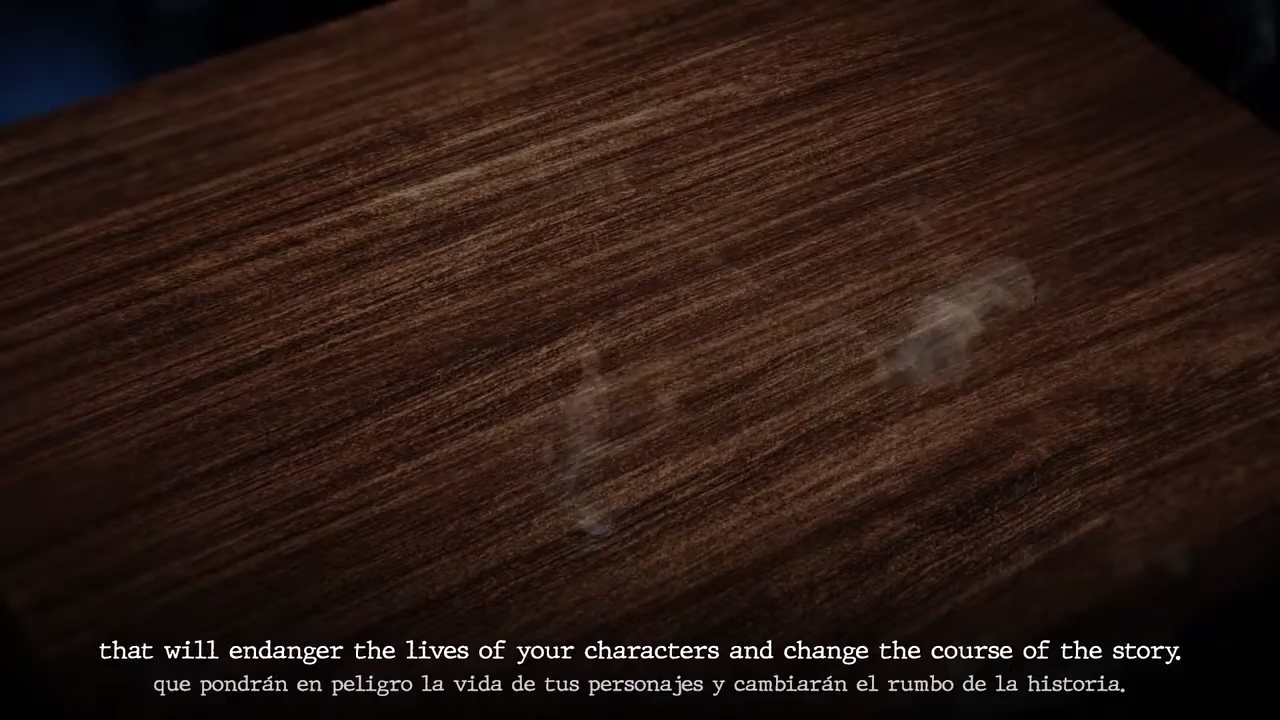 that will endanger the lives of your characters and change the course of the story.
que pondrán en peligro la vida de tus personajes y cambiarán el rumbo de la historia.